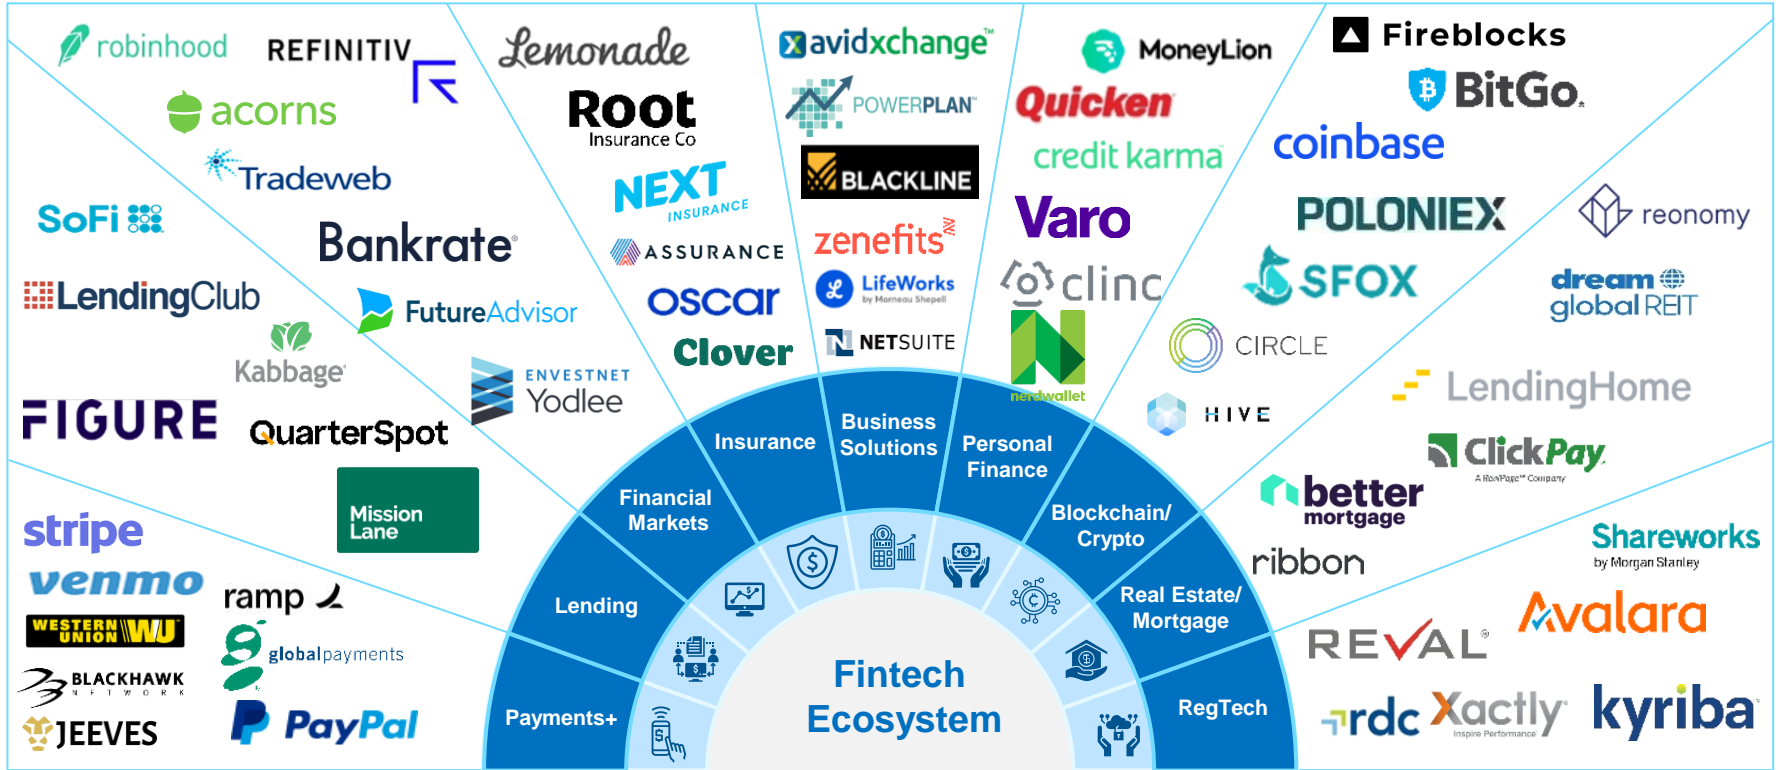 robinhood
REFINITIV
acorns
Tradeweb
Bankrate
FutureAdvisor
ENVESTNET
Yodlee
Lemonade
Root
Insurance Co
NEXT
INSURANCE
ASSURANCE
oscar
Clover
avidxchange™
POWERPLAN™
BLACKLINE
zenefits
LifeWorks
by Morneau Shepell
NETSUITE
MoneyLion
Quicken
credit karma
Varo
clinc
nerdwallet
Fireblocks
BitGo
coinbase
POLONIEX
SFOX
CIRCLE
HIVE
reonomy
dream
global REIT
LendingHome
ClickPay
A RealPage™ Company
better
mortgage
ribbon
SoFi
LendingClub
Kabbage
FIGURE
QuarterSpot
Mission
Lane
stripe
venmo
WESTERN
UNION WU
BLACKHAWK
NETWORK
JEEVES
ramp
globalpayments
PayPal
Shareworks
by Morgan Stanley
Avalara
REVAL®
rdc
Xactly
Inspire Performance
kyriba
Payments+
Lending
Financial
Markets
Insurance
Business
Solutions
Personal
Finance
Blockchain/
Crypto
Real Estate/
Mortgage
RegTech
Fintech
Ecosystem